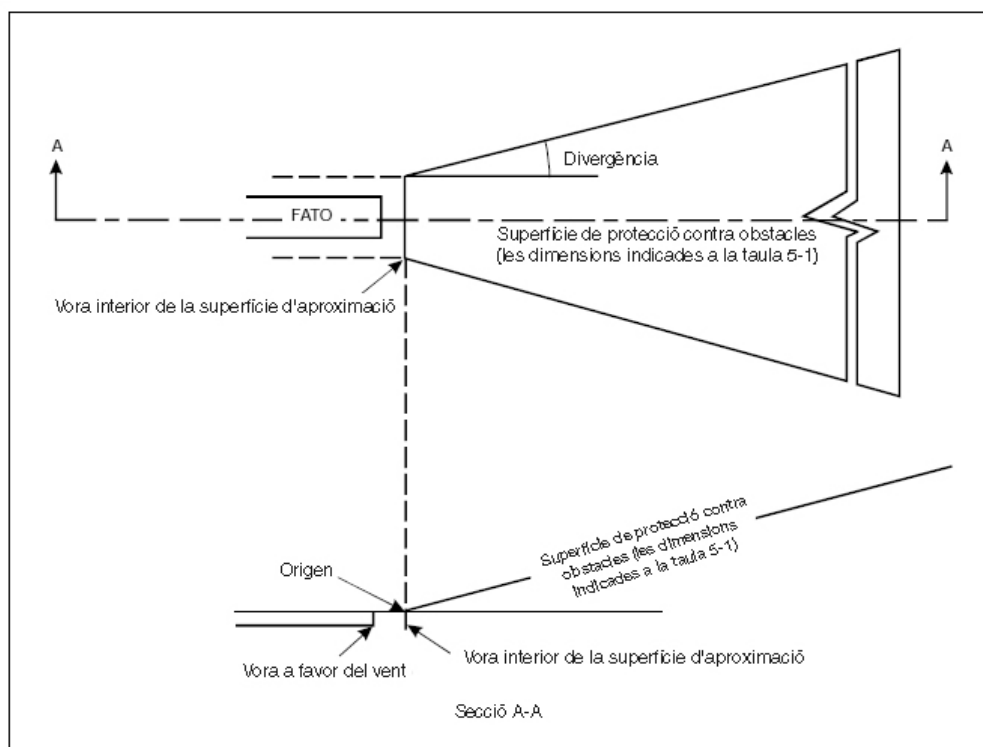 A
A
Divergència
FATO
Superfície de protecció contra obstacles
(les dimensions indicades a la taula 5-1)
Vora interior de la superfície d'aproximació
Superfície de protecció contra
obstacles (les dimensions
indicades a la taula 5-1)
Origen
Vora a favor del vent
Vora interior de la superfície d'aproximació
Secció A-A